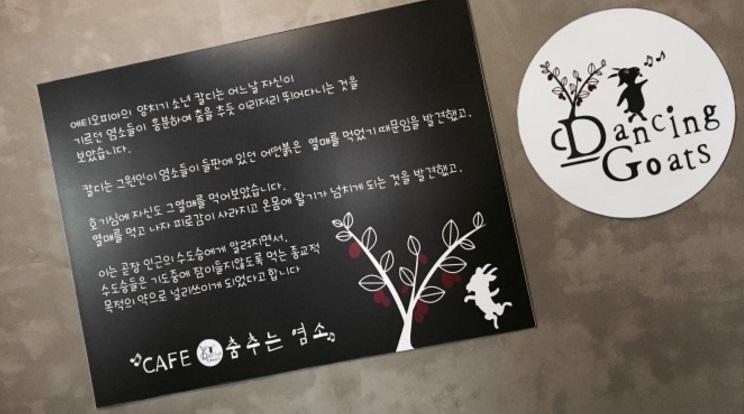 에티오피아의 양치기 소년 칼디는 어느날 자신이
기르던 염소들이 흥분하여 춤을 추듯 이리저리 뛰어다니는 것을
보았습니다.
칼디는 그원인이 염소들이 들판에 있던 어떤붉은 열매를 먹었기 때문임을 발견했고,
호기심에 자신도 그열매를 먹어보았습니다.
열매를 먹고 나자 피로감이 사라지고 온몸에 활기가 넘치게 되는 것을 발견했고,
이는 곧장 인근의 수도승에게 알려지면서,
수도승들은 기도중에 잠이들지않도록 먹는 종교적
목적의 약으로 널리쓰이게 되었다고합니다
CAFE Dancing Goats 춤추는 염소
Dancing
Goats